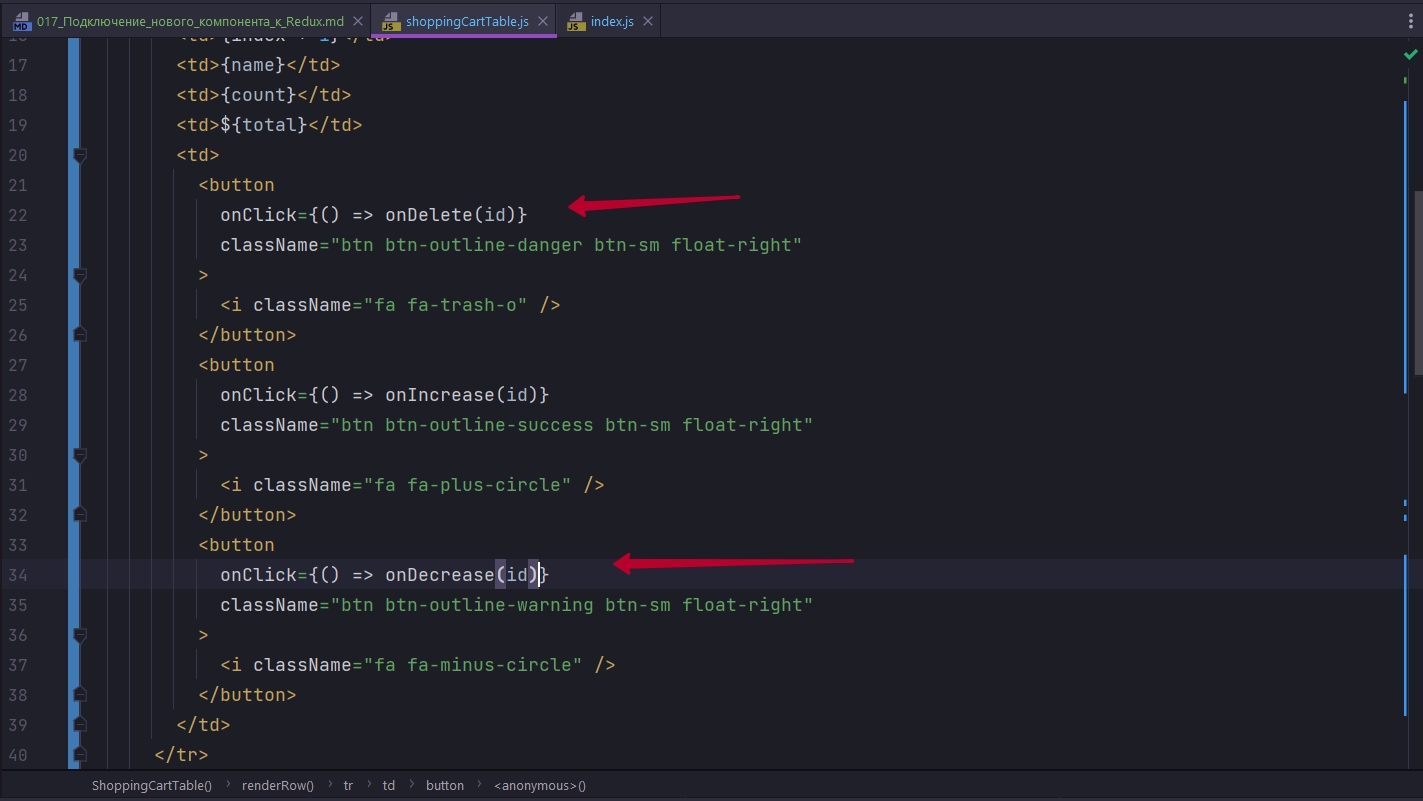 017_Подключение_нового_компонента_к_Redux.md shoppingCartTable.js index.js
17 <td>{name}</td>
18 <td>{count}</td>
19 <td>${total}</td>
20 <td>
21 <button
22 onClick={() => onDelete(id)}
23 className="btn btn-outline-danger btn-sm float-right"
24 >
25 <i className="fa fa-trash-o" />
26 </button>
27 <button
28 onClick={() => onIncrease(id)}
29 className="btn btn-outline-success btn-sm float-right"
30 >
31 <i className="fa fa-plus-circle" />
32 </button>
33 <button
34 onClick={() => onDecrease(id)}
35 className="btn btn-outline-warning btn-sm float-right"
36 >
37 <i className="fa fa-minus-circle" />
38 </button>
39 </td>
40 </tr>
ShoppingCartTable() › renderRow() › tr › td › button › <anonymous>()